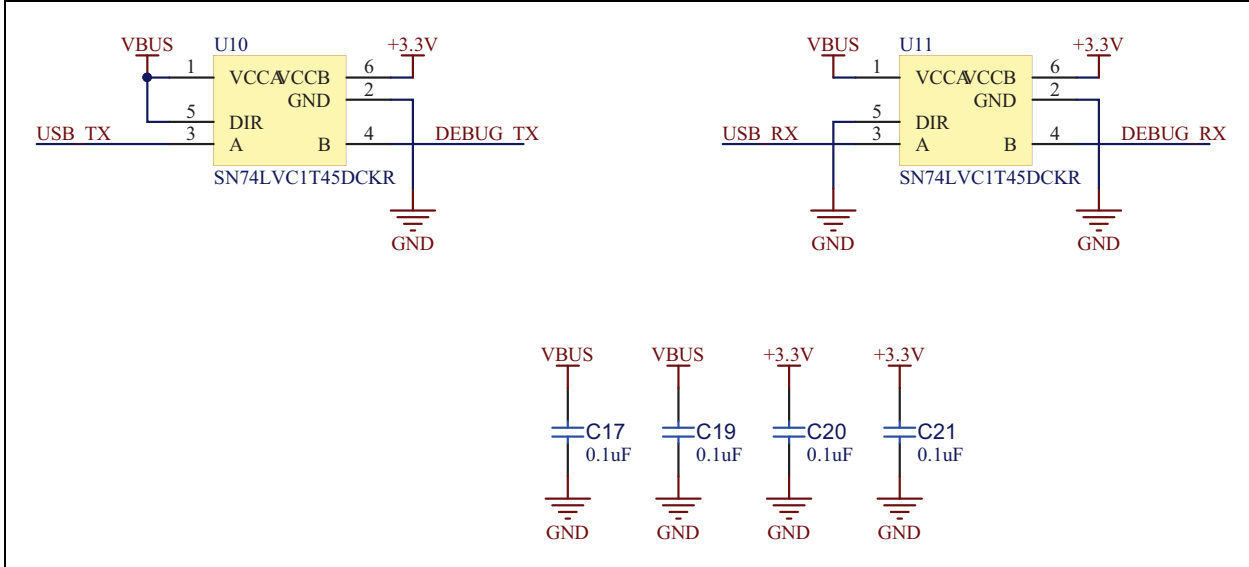 VBUS
U10
+3.3V
1
VCCA
VCCB
6
GND
2
5
DIR
USB_TX
3
A
B
4
DEBUG_TX
SN74LVC1T45DCKR
GND
VBUS
U11
+3.3V
1
VCCA
VCCB
6
GND
2
5
DIR
USB_RX
3
A
B
4
DEBUG_RX
SN74LVC1T45DCKR
GND
GND
VBUS
VBUS
+3.3V
+3.3V
C17
0.1uF
C19
0.1uF
C20
0.1uF
C21
0.1uF
GND
GND
GND
GND